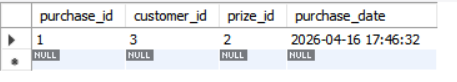 purchase_id customer_id prize_id purchase_date
1 3 2 2026-04-16 17:46:32
NULL NULL NULL NULL